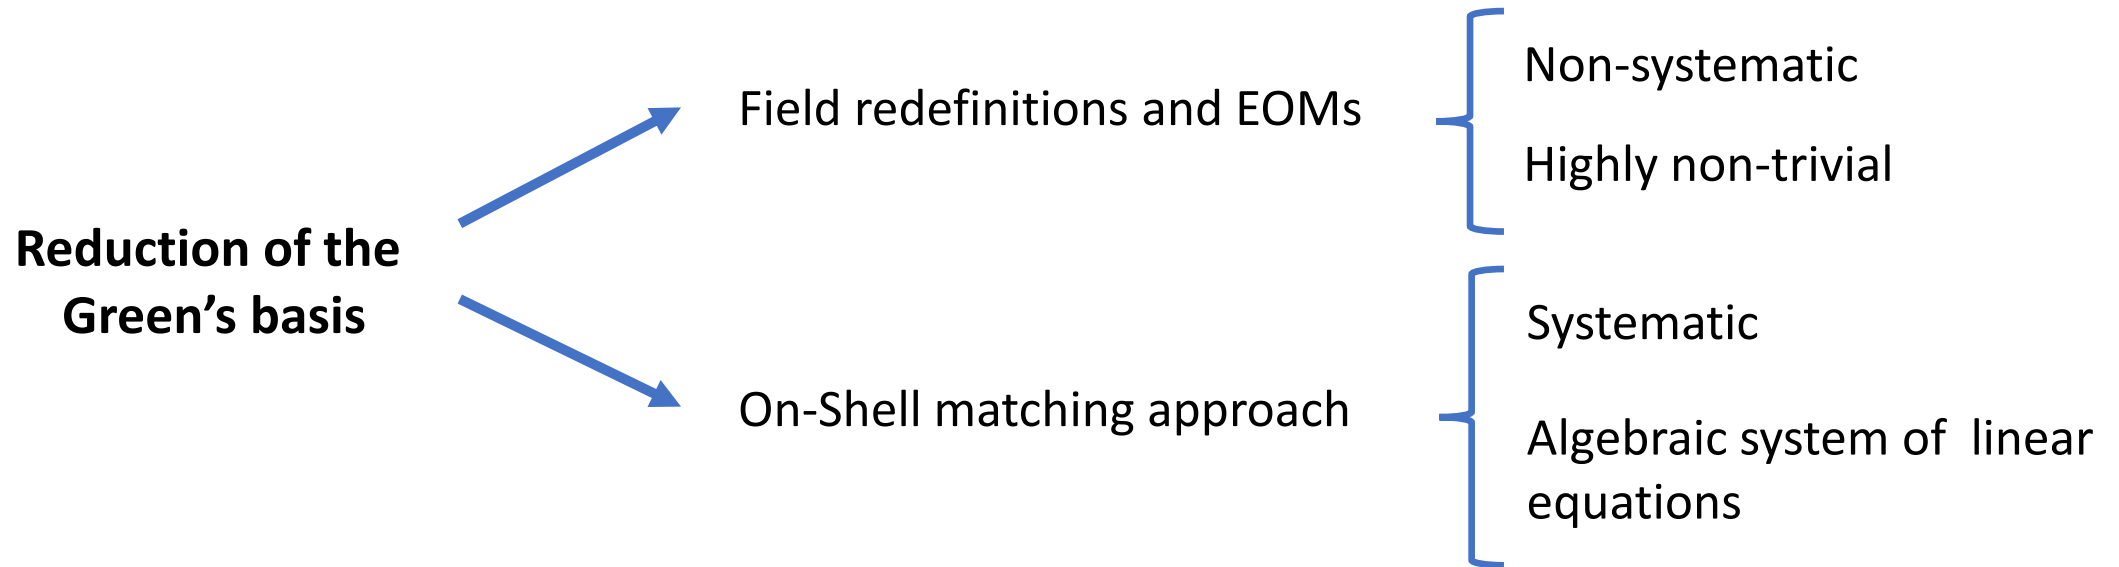 Reduction of the
Green’s basis
Field redefinitions and EOMs
Non-systematic
Highly non-trivial
On-Shell matching approach
Systematic
Algebraic system of  linear
equations